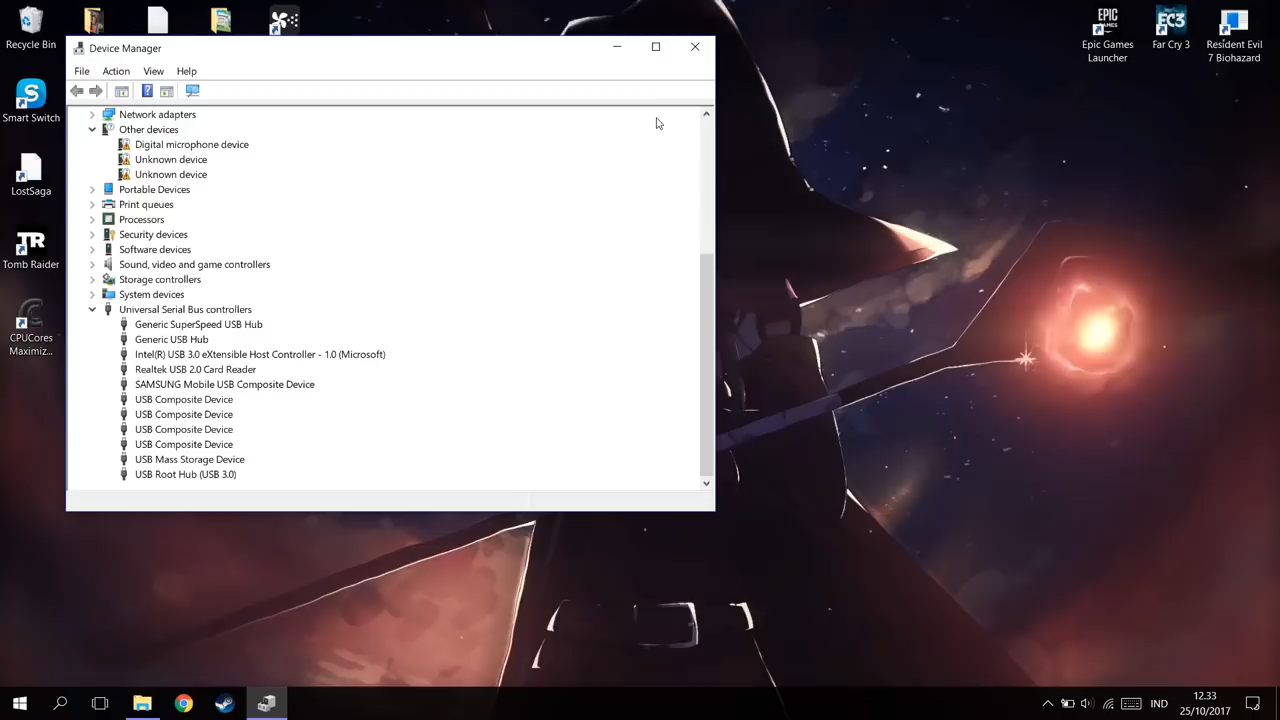 Recycle Bin
EPIC
GAMES
Epic Games
Launcher
FC3
Far Cry 3
Resident Evil
7 Biohazard
Smart Switch
LostSaga
TR
Tomb Raider
CPUCores
Maximiz...
Device Manager
File Action View Help
Network adapters
Other devices
Digital microphone device
Unknown device
Unknown device
Portable Devices
Print queues
Processors
Security devices
Software devices
Sound, video and game controllers
Storage controllers
System devices
Universal Serial Bus controllers
Generic SuperSpeed USB Hub
Generic USB Hub
Intel(R) USB 3.0 eXtensible Host Controller - 1.0 (Microsoft)
Realtek USB 2.0 Card Reader
SAMSUNG Mobile USB Composite Device
USB Composite Device
USB Composite Device
USB Composite Device
USB Composite Device
USB Mass Storage Device
USB Root Hub (USB 3.0)
IND
12.33
25/10/2017